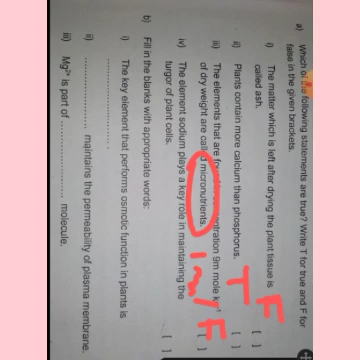 a) Which of the following statements are true? Write T for true and F for
false in the given brackets.
i) The matter which is left after drying the plant tissue is
called ash. [ ] F
ii) Plants contain more calcium than phosphorus. [ ] T
iii) The elements that are entration 9m mole kg⁻¹
of dry weight are called micronutrients. [ ] F
iv) The element sodium plays a key role in maintaining the
turgor of plant cells. [ ]
b) Fill in the blanks with appropriate words:
i) The key element that performs osmotic function in plants is
....................
ii) .................... maintains the permeability of plasma membrane.
iii) Mg²⁺ is part of .................... molecule.